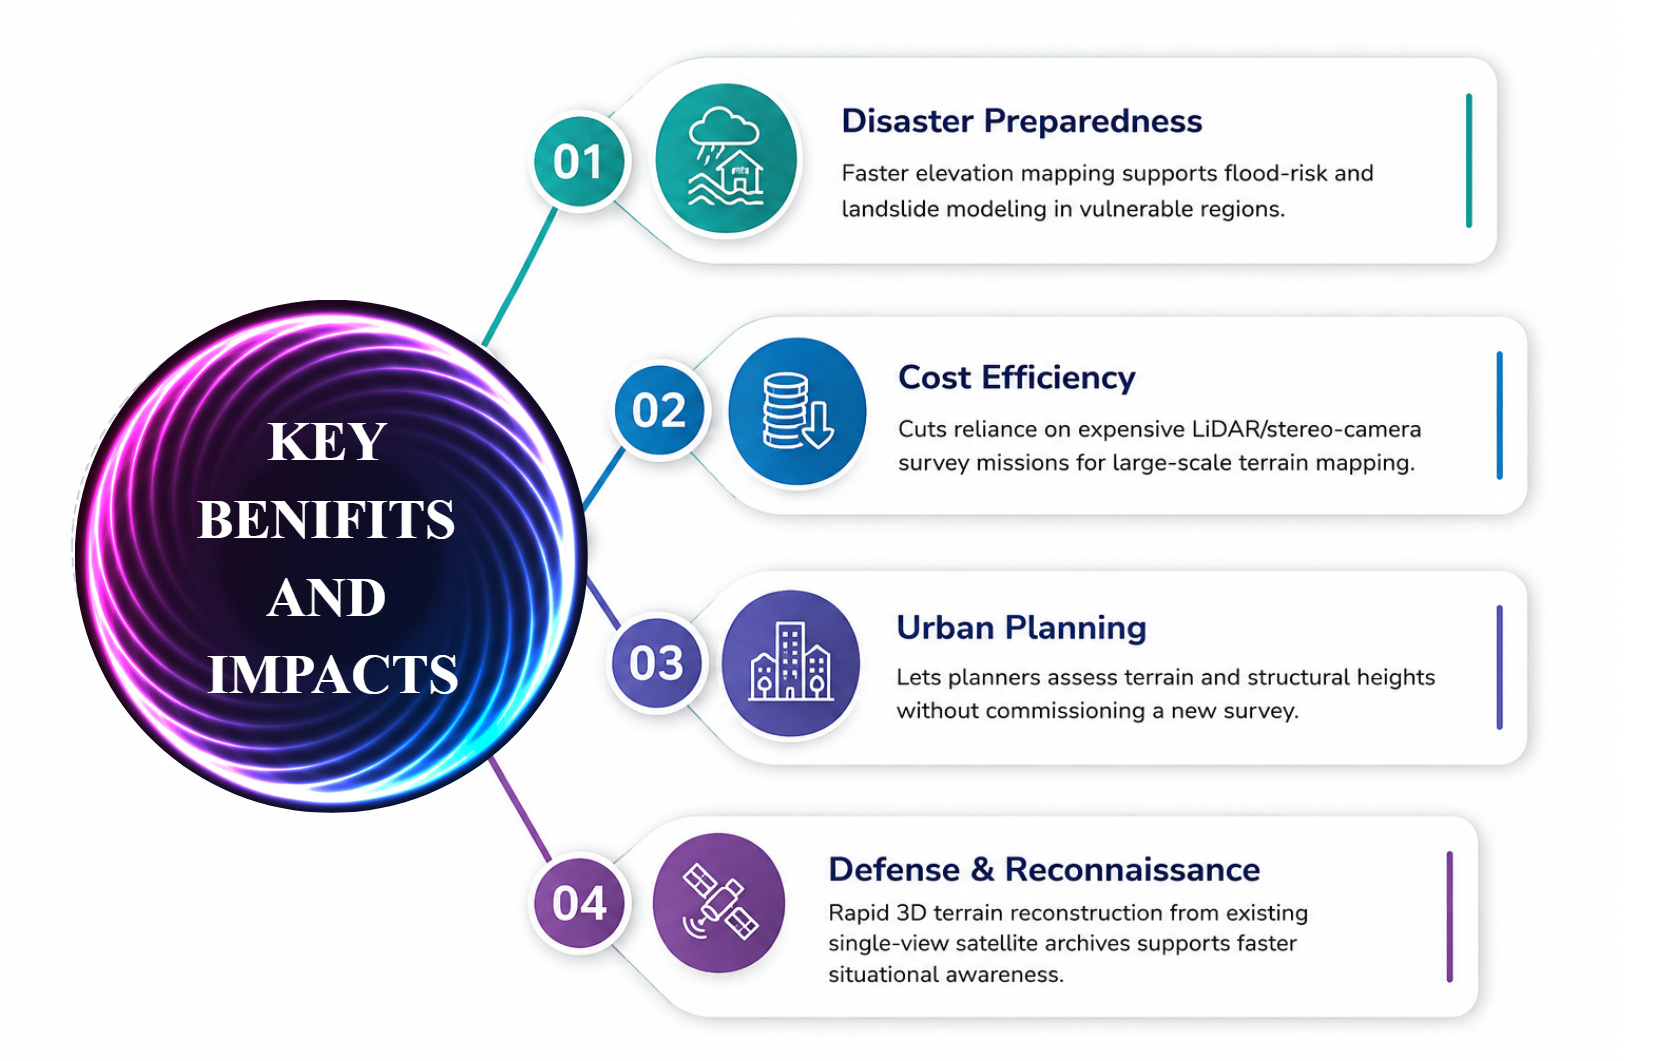 KEY
BENIFITS
AND
IMPACTS
01
Disaster Preparedness
Faster elevation mapping supports flood-risk and
landslide modeling in vulnerable regions.
02
Cost Efficiency
Cuts reliance on expensive LiDAR/stereo-camera
survey missions for large-scale terrain mapping.
03
Urban Planning
Lets planners assess terrain and structural heights
without commissioning a new survey.
04
Defense & Reconnaissance
Rapid 3D terrain reconstruction from existing
single-view satellite archives supports faster
situational awareness.